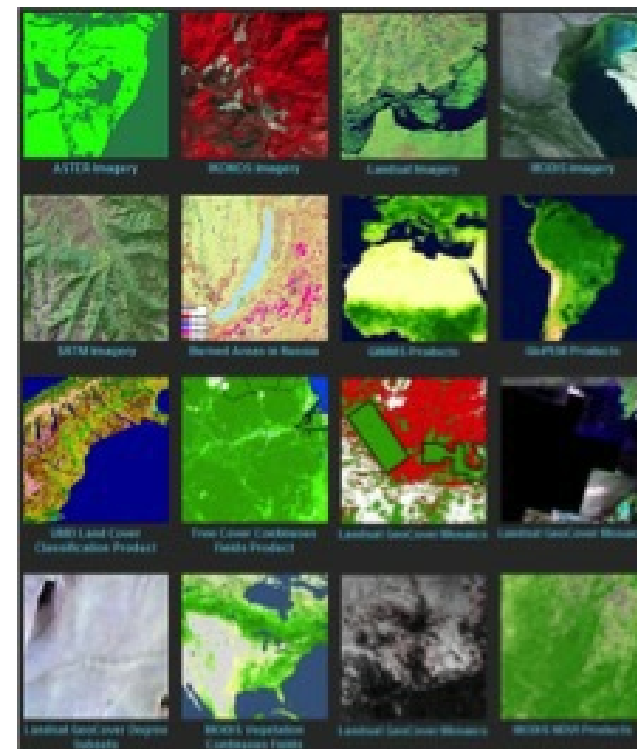 ASTER Imagery
IKONOS Imagery
Landsat Imagery
MODIS Imagery
SRTM Imagery
Burned Areas in Russia
GIMMS Products
GloPEM Products
UMD Land Cover
Classification Product
Tree Cover Continuous
Fields Product
Landsat GeoCover Mosaics
Landsat GeoCover Mosaics
Landsat GeoCover Degree
Subsets
MODIS Vegetation
Continuous Fields
Landsat GeoCover Mosaics
MODIS NDVI Products